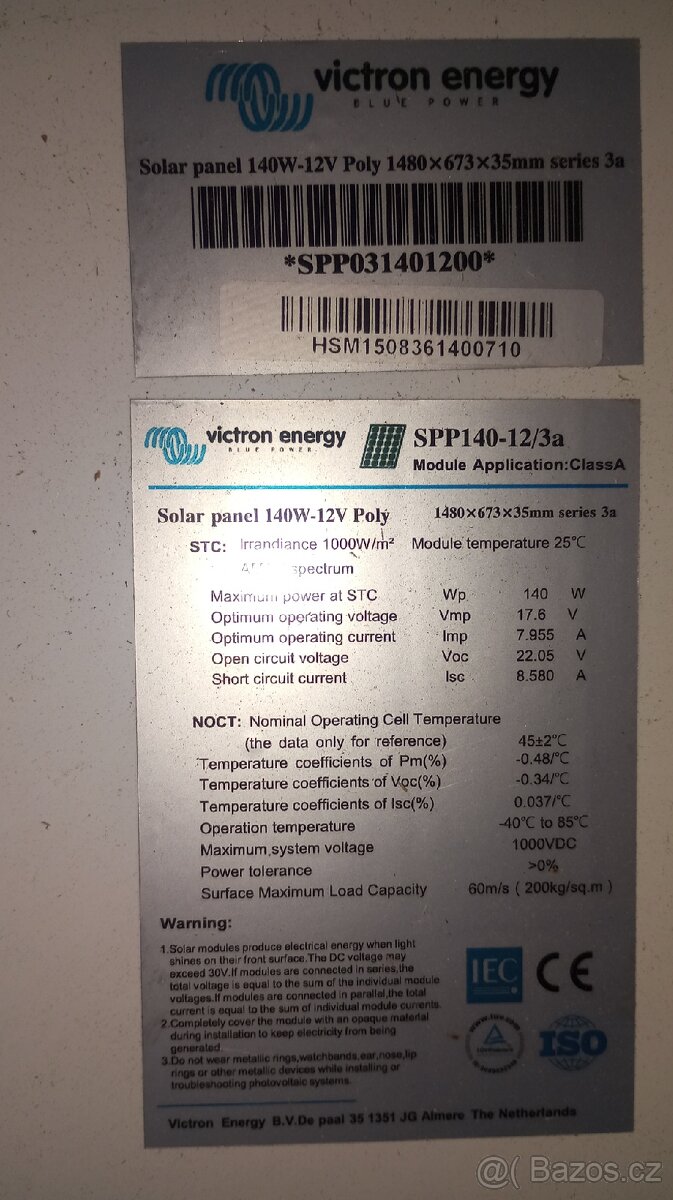 victron energy
BLUE POWER
Solar panel 140W-12V Poly 1480×673×35mm series 3a
*SPP031401200*
HSM1508361400710
victron energy
BLUE POWER
SPP140-12/3a
Module Application:ClassA
Solar panel 140W-12V Poly 1480×673×35mm series 3a
STC: Irrandiance 1000W/m² Module temperature 25℃
spectrum
Maximum power at STC Wp 140 W
Optimum operating voltage Vmp 17.6 V
Optimum operating current Imp 7.955 A
Open circuit voltage Voc 22.05 V
Short circuit current Isc 8.580 A
NOCT: Nominal Operating Cell Temperature
(the data only for reference) 45±2℃
Temperature coefficients of Pm(%) -0.48/℃
Temperature coefficients of Voc(%) -0.34/℃
Temperature coefficients of Isc(%) 0.037/℃
Operation temperature -40℃ to 85℃
Maximum system voltage 1000VDC
Power tolerance >0%
Surface Maximum Load Capacity 60m/s ( 200kg/sq.m )
Warning:
1.Solar modules produce electrical energy when light
shines on their front surface.The DC voltage may
exceed 30V.If modules are connected in series,the
total voltage is equal to the sum of the individual module
voltages.If modules are connected in parallel,the total
current is equal to the sum of individual module currents.
2.Completely cover the module with an opaque material
during installation to keep electricity from being
generated.
3.Do not wear metallic rings,watchbands,ear,nose,lip
rings or other metallic devices while installing or
troubleshooting photovoltaic systems.
IEC CE
www.tuv.com
ISO
Victron Energy B.V.De paal 35 1351 JG Almere The Netherlands
@( Bazos.cz